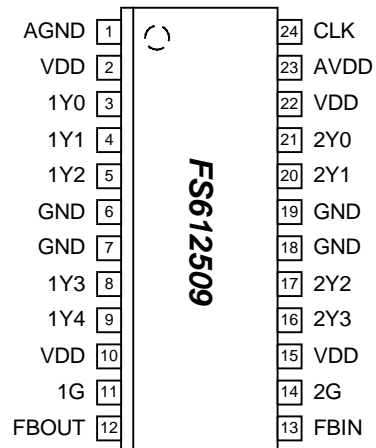 AGND 1 24 CLK
VDD 2 23 AVDD
1Y0 3 22 VDD
1Y1 4 21 2Y0
1Y2 5 20 2Y1
GND 6 19 GND
GND 7 18 GND
1Y3 8 17 2Y2
1Y4 9 16 2Y3
VDD 10 15 VDD
1G 11 14 2G
FBOUT 12 13 FBIN
FS612509